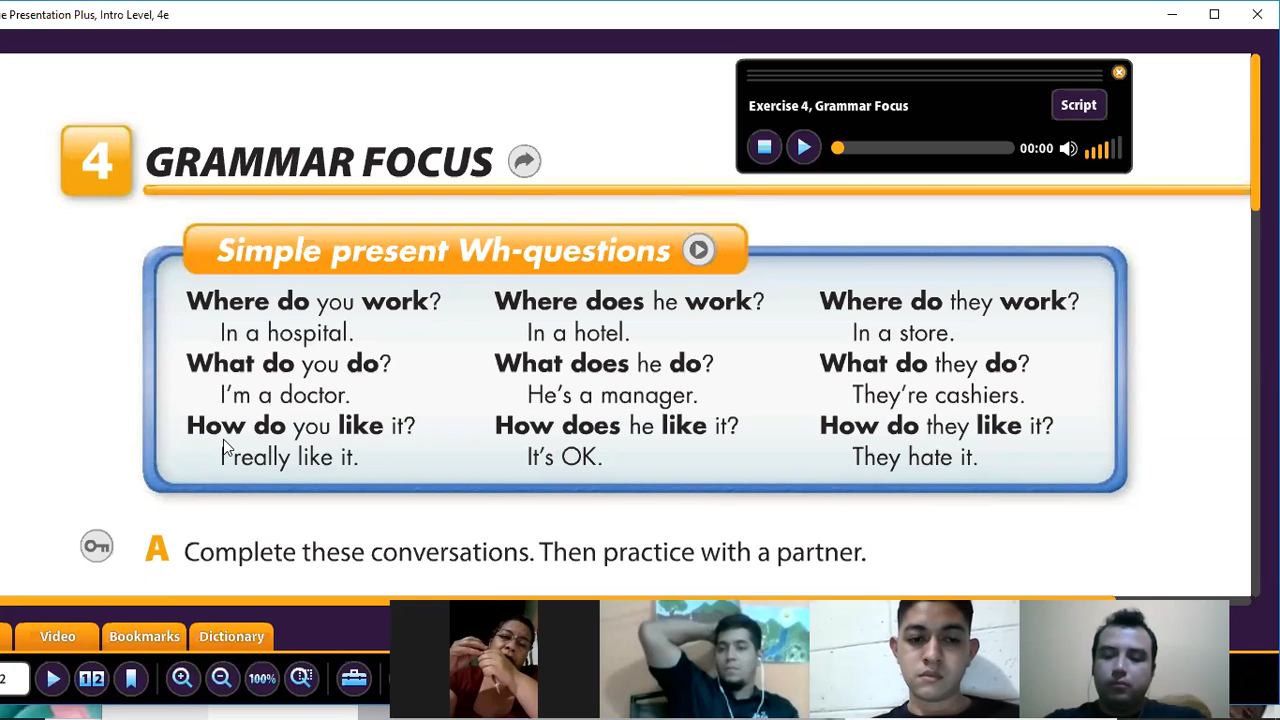 e Presentation Plus, Intro Level, 4e
Exercise 4, Grammar Focus
Script
00:00
4 GRAMMAR FOCUS
Simple present Wh-questions
Where do you work? Where does he work? Where do they work?
In a hospital. In a hotel. In a store.
What do you do? What does he do? What do they do?
I'm a doctor. He's a manager. They're cashiers.
How do you like it? How does he like it? How do they like it?
I really like it. It's OK. They hate it.
A Complete these conversations. Then practice with a partner.
Video Bookmarks Dictionary
2 1 2 100%